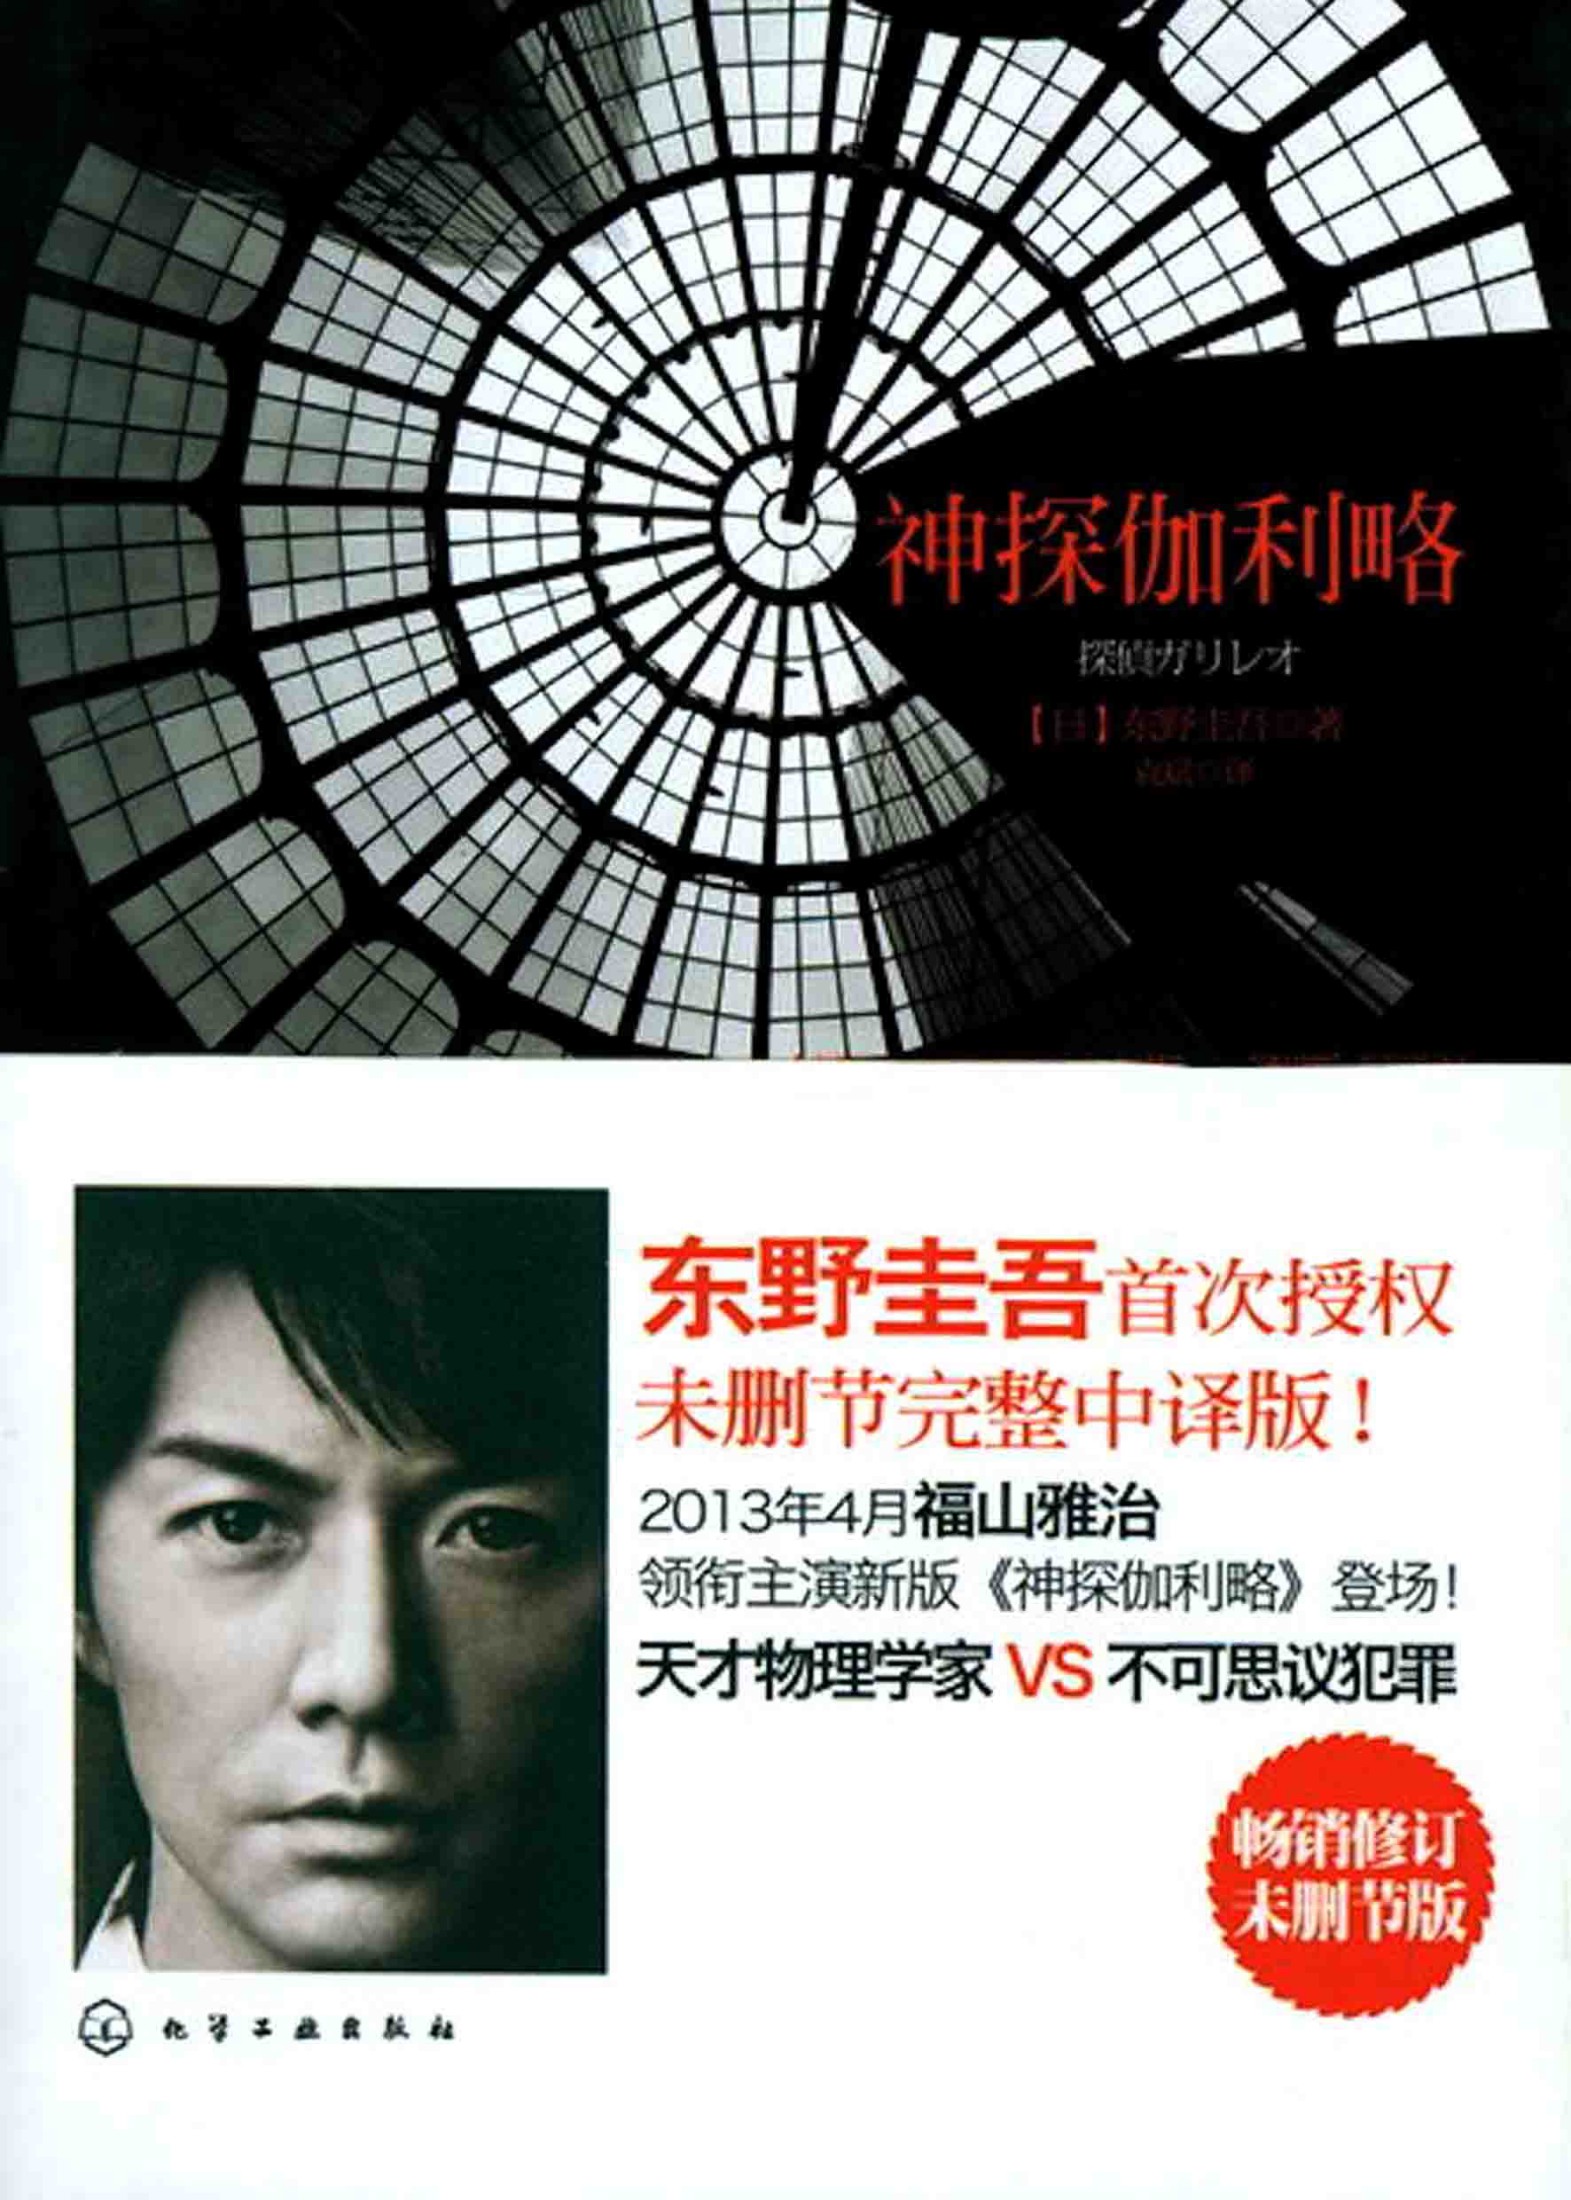 神探伽利略
探偵ガリレオ
【日】东野圭吾◎著
东野圭吾首次授权
未删节完整中译版！
2013年4月福山雅治
领衔主演新版《神探伽利略》登场！
天才物理学家 VS 不可思议犯罪
畅销修订
未删节版
化学工业出版社